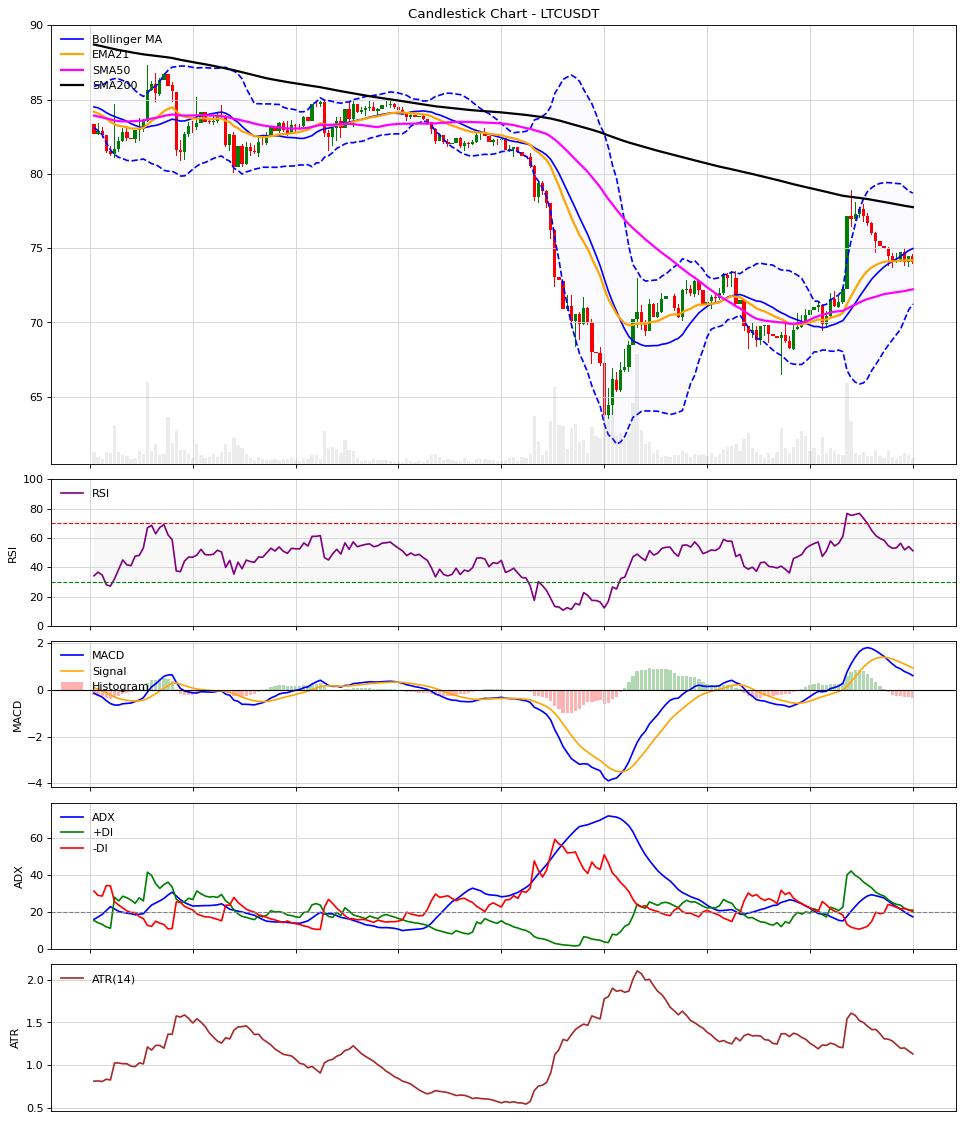 Candlestick Chart - LTCUSDT
90
85
80
75
70
65
Bollinger MA
EMA21
SMA50
SMA200
100
80
60
40
20
0
RSI
RSI
2
0
−2
−4
MACD
MACD
Signal
Histogram
60
40
20
0
ADX
ADX
+DI
-DI
2.0
1.5
1.0
0.5
ATR
ATR(14)